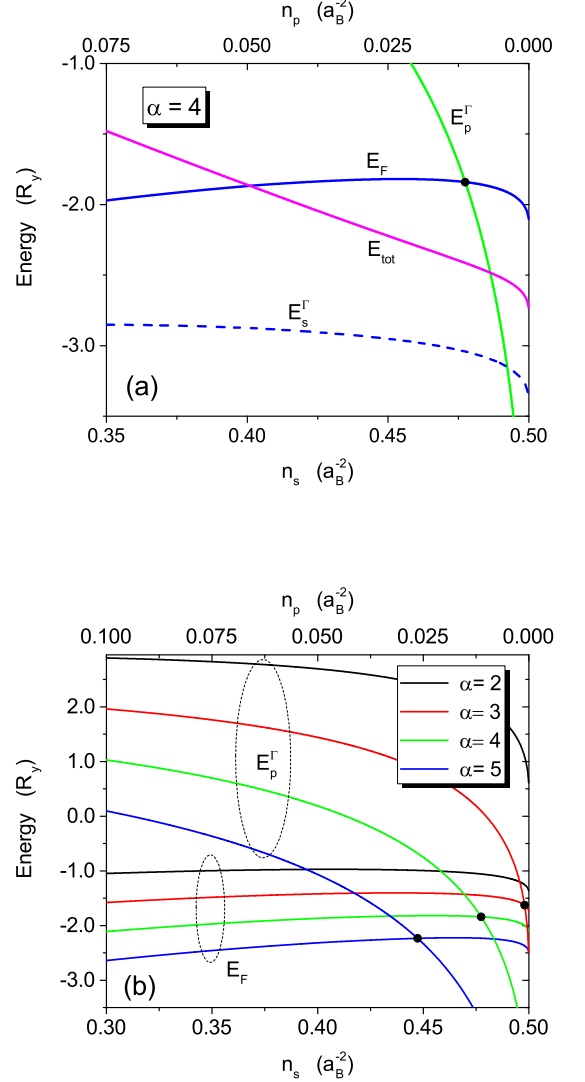 n_p (a_B^-2)
0.075 0.050 0.025 0.000
-1.0
α = 4
E_p^Γ
E_F
-2.0
Energy (R_y)
E_tot
E_s^Γ
-3.0
(a)
0.35 0.40 0.45 0.50
n_s (a_B^-2)
n_p (a_B^-2)
0.100 0.075 0.050 0.025 0.000
α= 2
2.0
α= 3
α= 4
α= 5
1.0
E_p^Γ
0.0
Energy (R_y)
-1.0
-2.0
E_F
-3.0
(b)
0.30 0.35 0.40 0.45 0.50
n_s (a_B^-2)